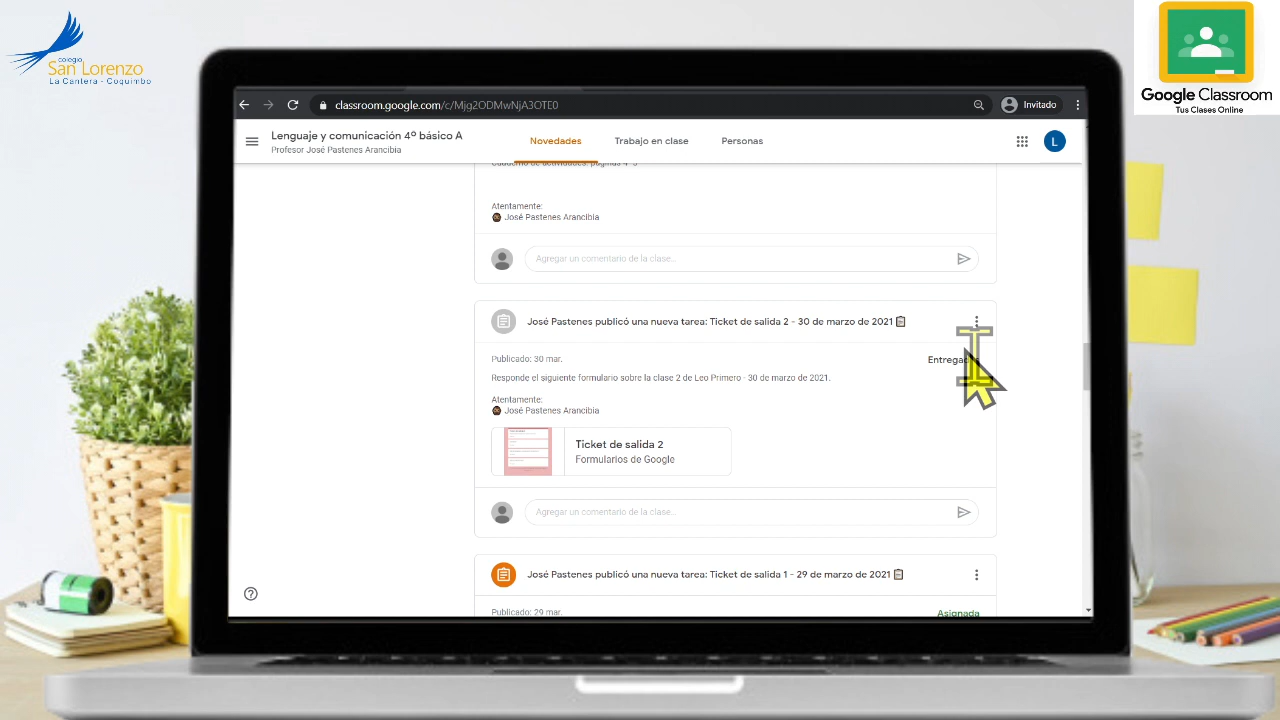 colegio
San Lorenzo
La Cantera - Coquimbo
Google Classroom
Tus Clases Online
classroom.google.com/c/Mjg2ODMwNjA3OTE0
Invitado
Lenguaje y comunicación 4º básico A
Profesor José Pastenes Arancibia
Novedades
Trabajo en clase
Personas
L
Atentamente:
José Pastenes Arancibia
Agregar un comentario de la clase...
José Pastenes publicó una nueva tarea: Ticket de salida 2 - 30 de marzo de 2021
Publicado: 30 mar.
Responde el siguiente formulario sobre la clase 2 de Leo Primero - 30 de marzo de 2021.
Atentamente:
José Pastenes Arancibia
Ticket de salida 2
Formularios de Google
Agregar un comentario de la clase...
José Pastenes publicó una nueva tarea: Ticket de salida 1 - 29 de marzo de 2021
Publicado: 29 mar.
Asignada